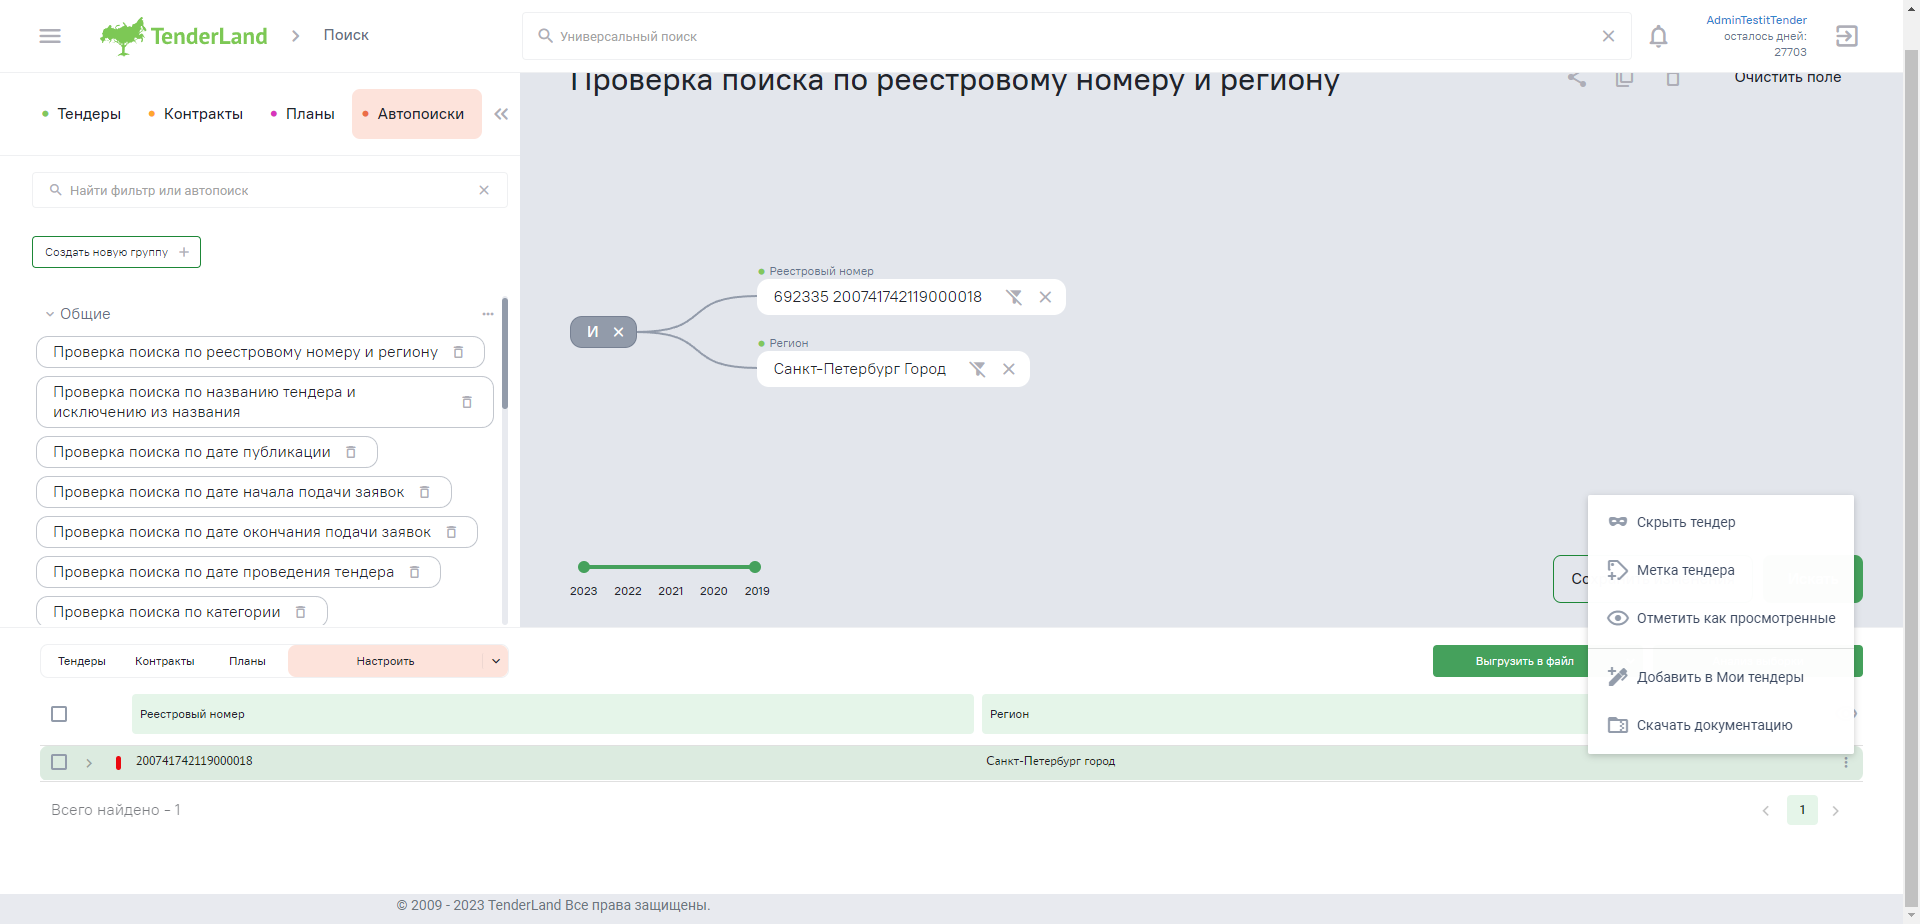 TenderLand
Поиск
Универсальный поиск
AdminTestitTender
осталось дней:
27703
Тендеры
Контракты
Планы
Автопоиски
Проверка поиска по реестровому номеру и региону
Очистить поле
Найти фильтр или автопоиск
Создать новую группу
Общие
Проверка поиска по реестровому номеру и региону
Проверка поиска по названию тендера и
исключению из названия
Проверка поиска по дате публикации
Проверка поиска по дате начала подачи заявок
Проверка поиска по дате окончания подачи заявок
Проверка поиска по дате проведения тендера
Проверка поиска по категории
И
Реестровый номер
692335 200741742119000018
Регион
Санкт-Петербург Город
2023 2022 2021 2020 2019
Скрыть тендер
Метка тендера
Отметить как просмотренные
Добавить в Мои тендеры
Скачать документацию
Тендеры
Контракты
Планы
Настроить
Выгрузить в файл
Реестровый номер
Регион
200741742119000018
Санкт-Петербург город
Всего найдено - 1
1
© 2009 - 2023 TenderLand Все права защищены.